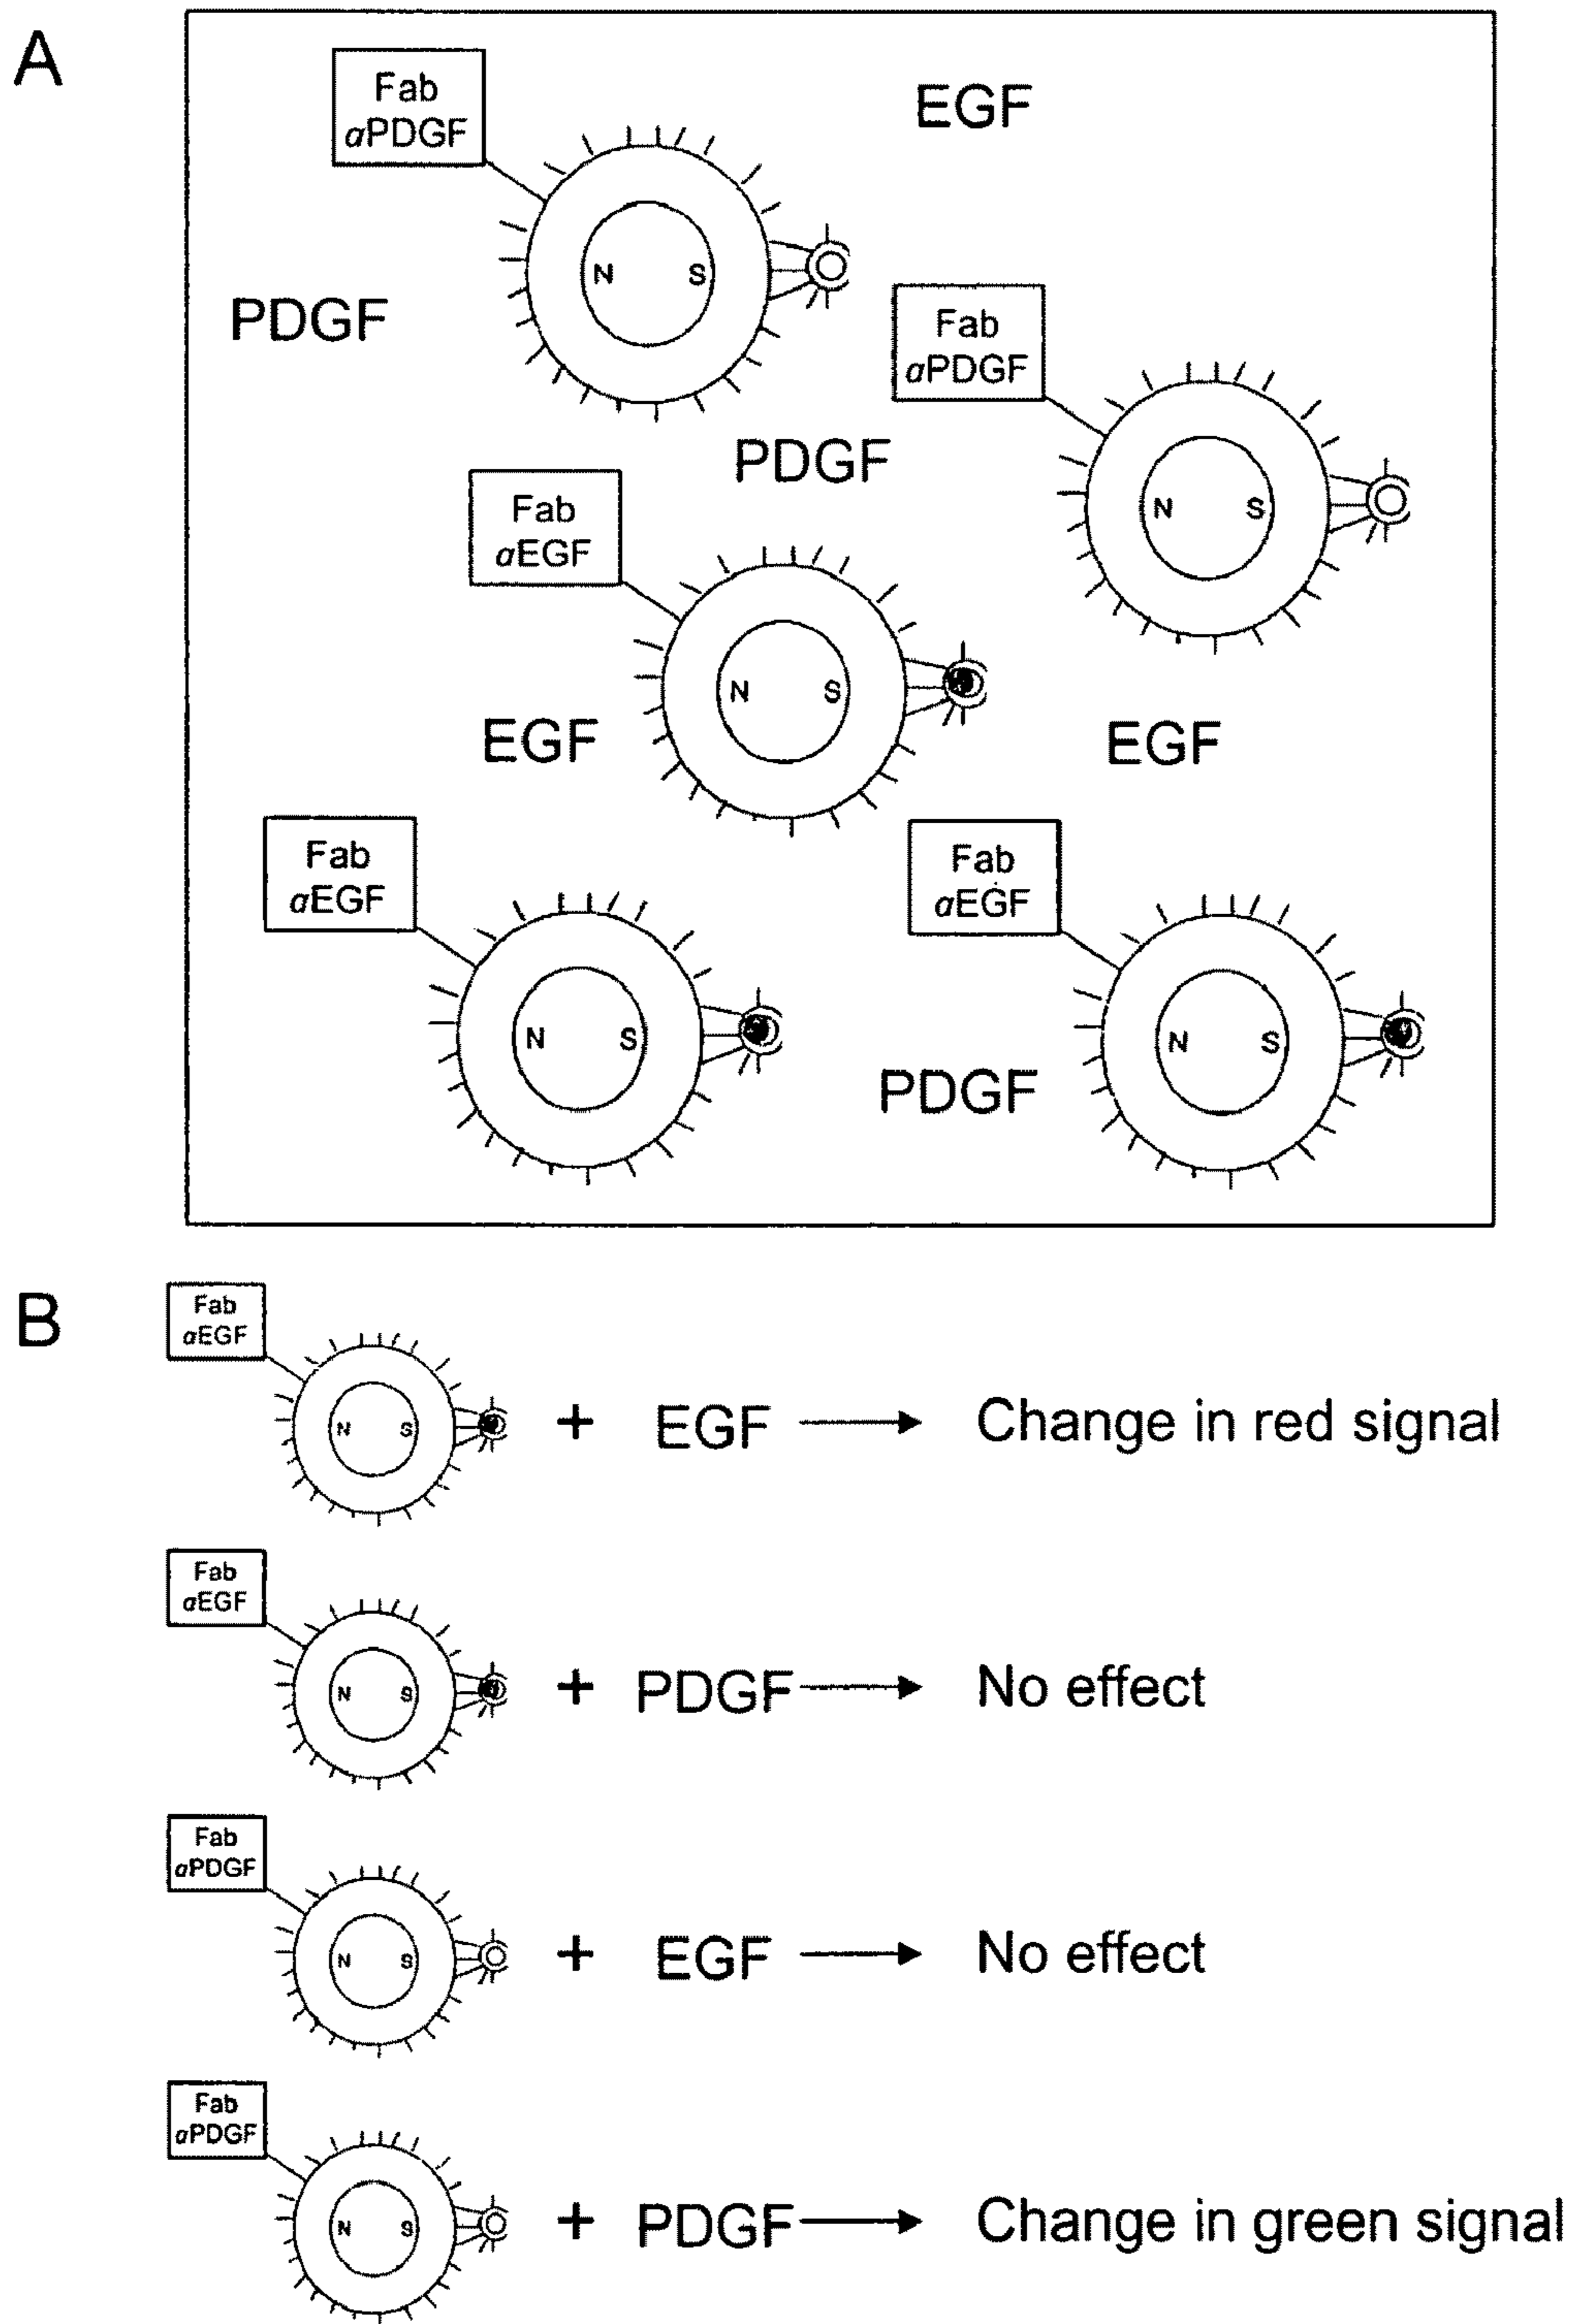 A
Fab
αPDGF
EGF
N S
PDGF
Fab
αPDGF
N S
PDGF
Fab
αEGF
N S
EGF
EGF
Fab
αEGF
N S
Fab
αEGF
N S
PDGF
B
Fab
αEGF
N S + EGF → Change in red signal
Fab
αEGF
N S + PDGF → No effect
Fab
αPDGF
N S + EGF → No effect
Fab
αPDGF
N S + PDGF → Change in green signal